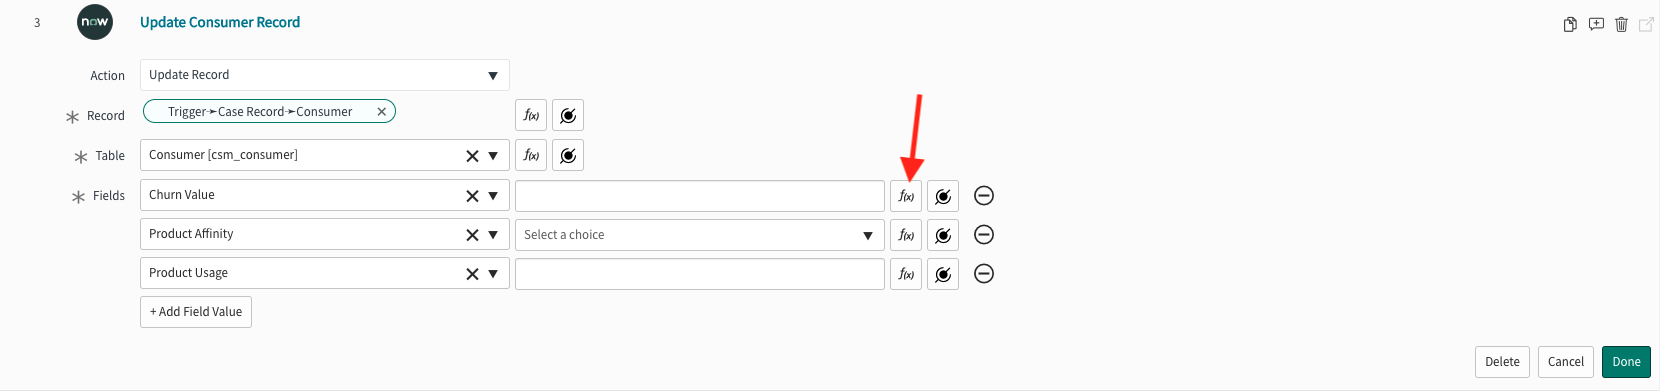 3 now Update Consumer Record
Action Update Record
Record Trigger➛Case Record➛Consumer f(x)
Table Consumer [csm_consumer] f(x)
Fields Churn Value f(x)
Product Affinity Select a choice f(x)
Product Usage f(x)
+ Add Field Value
Delete Cancel Done